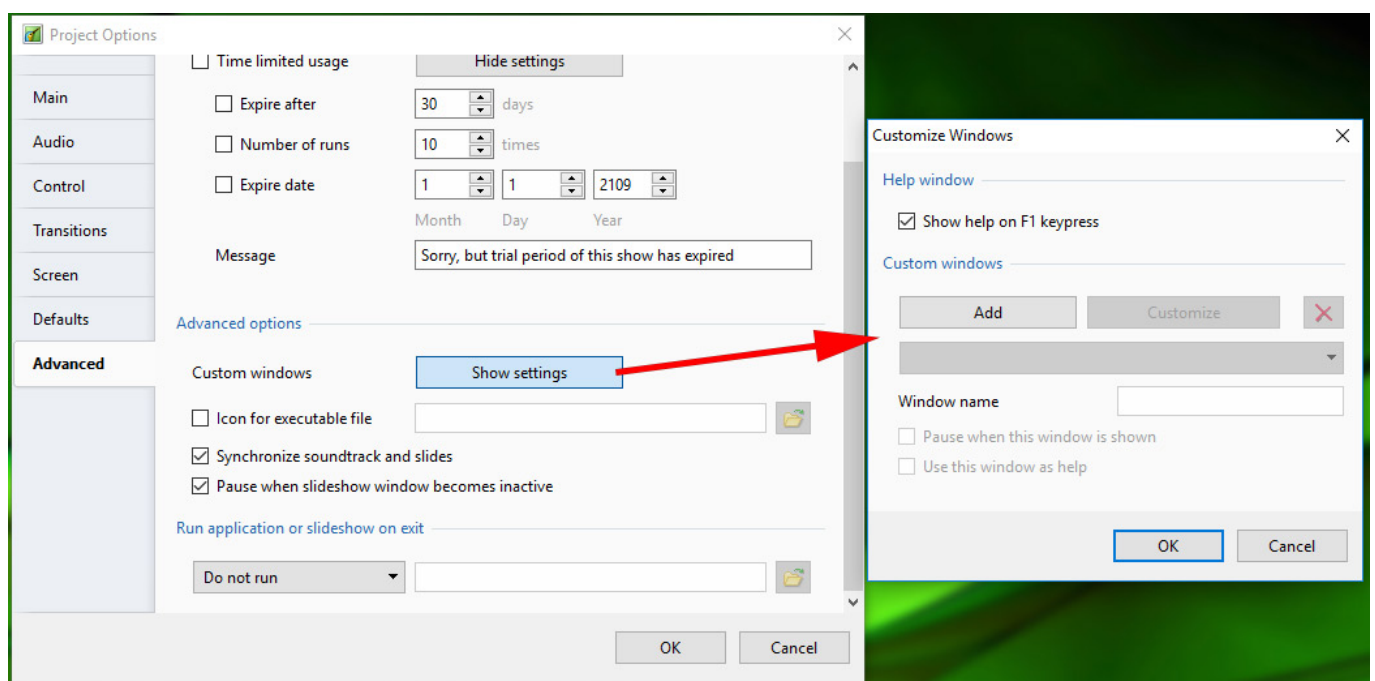 Project Options
Time limited usage Hide settings
Main
Expire after 30 days
Audio
Number of runs 10 times
Control
Expire date 1 1 2109
Month Day Year
Transitions
Message Sorry, but trial period of this show has expired
Screen
Defaults
Advanced options
Advanced
Custom windows Show settings
Icon for executable file
Synchronize soundtrack and slides
Pause when slideshow window becomes inactive
Run application or slideshow on exit
Do not run
OK Cancel
Customize Windows
Help window
Show help on F1 keypress
Custom windows
Add Customize
Window name
Pause when this window is shown
Use this window as help
OK Cancel